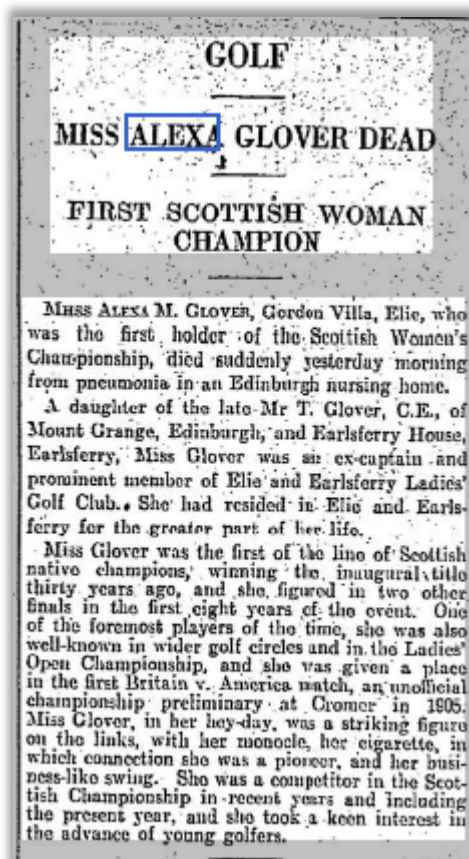 GOLF
MISS ALEXA GLOVER DEAD
FIRST SCOTTISH WOMAN
CHAMPION
MISS ALEXA M. GLOVER, Gordon Villa, Elie, who
was the first holder of the Scottish Women's
Championship, died suddenly yesterday morning
from pneumonia in an Edinburgh nursing home.
A daughter of the late Mr T. Glover, C.E., of
Mount Grange, Edinburgh, and Earlsferry House,
Earlsferry, Miss Glover was an ex-captain and
prominent member of Elie and Earlsferry Ladies'
Golf Club. She had resided in Elie and Earls-
ferry for the greater part of her life.
Miss Glover was the first of the line of Scottish
native champions, winning the inaugural title
thirty years ago, and she figured in two other
finals in the first eight years of the event. One
of the foremost players of the time, she was also
well-known in wider golf circles and in the Ladies'
Open Championship, and she was given a place
in the first Britain v. America match, an unofficial
championship preliminary at Cromer in 1905.
Miss Glover, in her hey-day, was a striking figure
on the links, with her monocle, her cigarette, in
which connection she was a pioneer, and her busi-
ness-like swing. She was a competitor in the Scot-
tish Championship in recent years and including
the present year, and she took a keen interest in
the advance of young golfers.